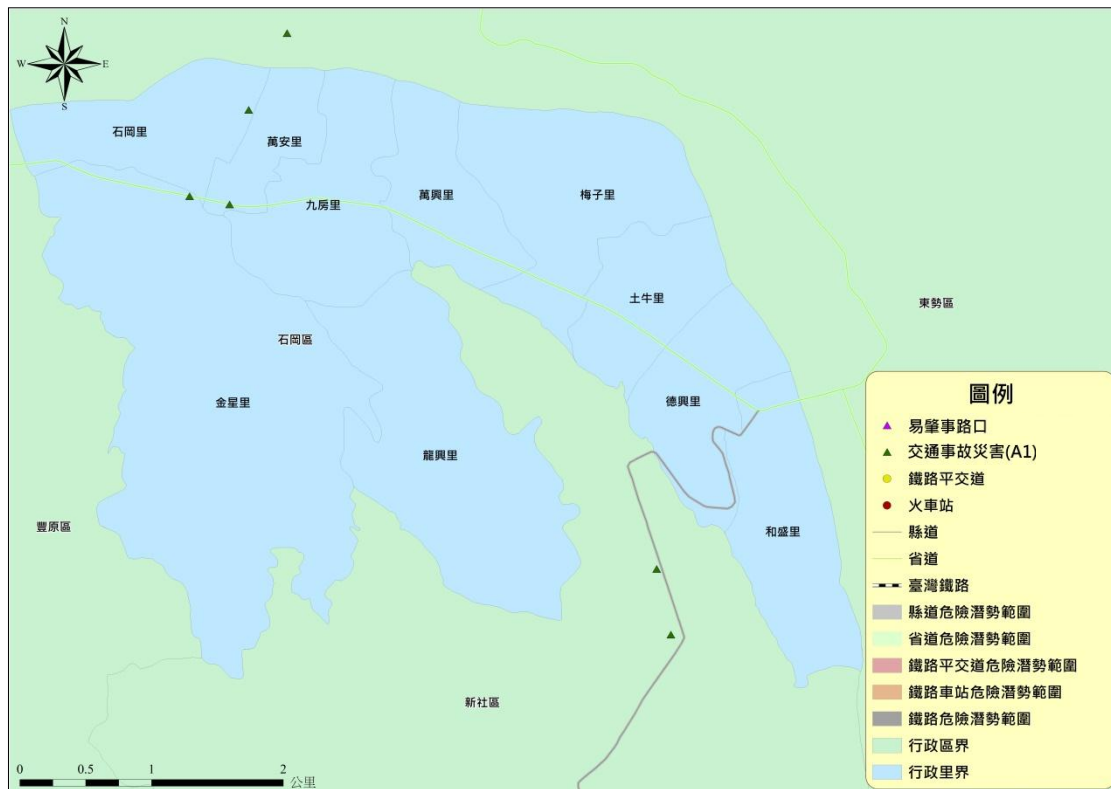 N
W
E
S
石岡里
萬安里
九房里
萬興里
梅子里
土牛里
東勢區
石岡區
金星里
德興里
龍興里
豐原區
和盛里
新社區
圖例
易肇事路口
交通事故災害(A1)
鐵路平交道
火車站
縣道
省道
臺灣鐵路
縣道危險潛勢範圍
省道危險潛勢範圍
鐵路平交道危險潛勢範圍
鐵路車站危險潛勢範圍
鐵路危險潛勢範圍
行政區界
行政里界
0 0.5 1 2
公里